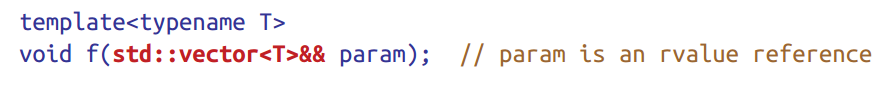 template<typename T>
void f(std::vector<T>&& param);  // param is an rvalue reference